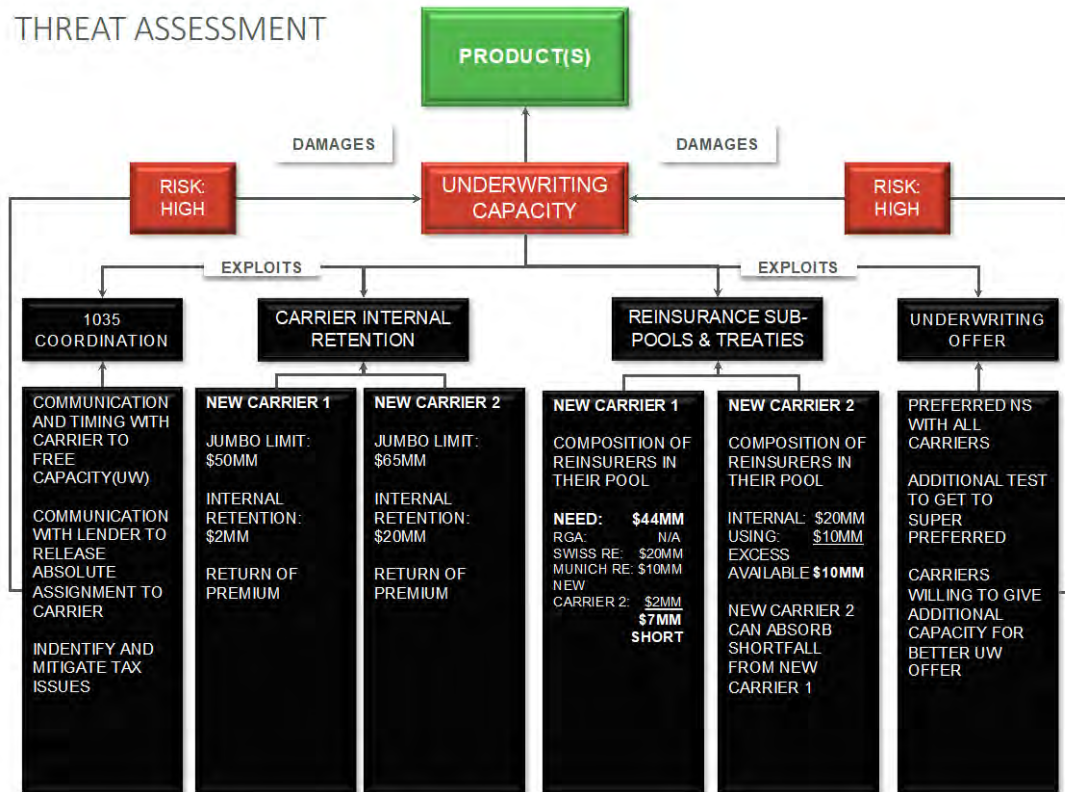 THREAT ASSESSMENT
PRODUCT(S)
DAMAGES
DAMAGES
RISK:
HIGH
UNDERWRITING
CAPACITY
RISK:
HIGH
EXPLOITS
EXPLOITS
1035
COORDINATION
CARRIER INTERNAL
RETENTION
REINSURANCE SUB-
POOLS & TREATIES
UNDERWRITING
OFFER
COMMUNICATION
AND TIMING WITH
CARRIER TO
FREE
CAPACITY(UW)
COMMUNICATION
WITH LENDER TO
RELEASE
ABSOLUTE
ASSIGNMENT TO
CARRIER
INDENTIFY AND
MITIGATE TAX
ISSUES
NEW CARRIER 1
JUMBO LIMIT:
$50MM
INTERNAL
RETENTION:
$2MM
RETURN OF
PREMIUM
NEW CARRIER 2
JUMBO LIMIT:
$65MM
INTERNAL
RETENTION:
$20MM
RETURN OF
PREMIUM
NEW CARRIER 1
COMPOSITION OF
REINSURERS IN
THEIR POOL
NEED: $44MM
RGA: N/A
SWISS RE: $20MM
MUNICH RE: $10MM
NEW
CARRIER 2: $2MM
$7MM
SHORT
NEW CARRIER 2
COMPOSITION OF
REINSURERS IN
THEIR POOL
INTERNAL: $20MM
USING: $10MM
EXCESS
AVAILABLE $10MM
NEW CARRIER 2
CAN ABSORB
SHORTFALL
FROM NEW
CARRIER 1
PREFERRED NS
WITH ALL
CARRIERS
ADDITIONAL TEST
TO GET TO
SUPER
PREFERRED
CARRIERS
WILLING TO GIVE
ADDITIONAL
CAPACITY FOR
BETTER UW
OFFER